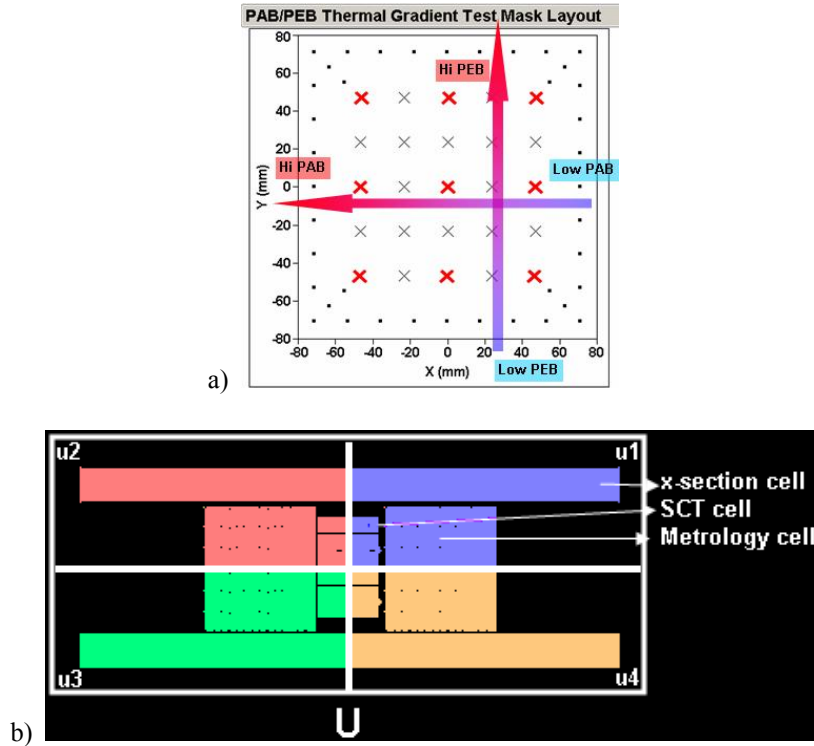 PAB/PEB Thermal Gradient Test Mask Layout
80
60
40
20
0
-20
-40
-60
-80
Y (mm)
Hi PEB
Hi PAB
Low PAB
Low PEB
-80 -60 -40 -20 0 20 40 60 80
X (mm)
a)
u2
u1
x-section cell
SCT cell
Metrology cell
u3
u4
U
b)